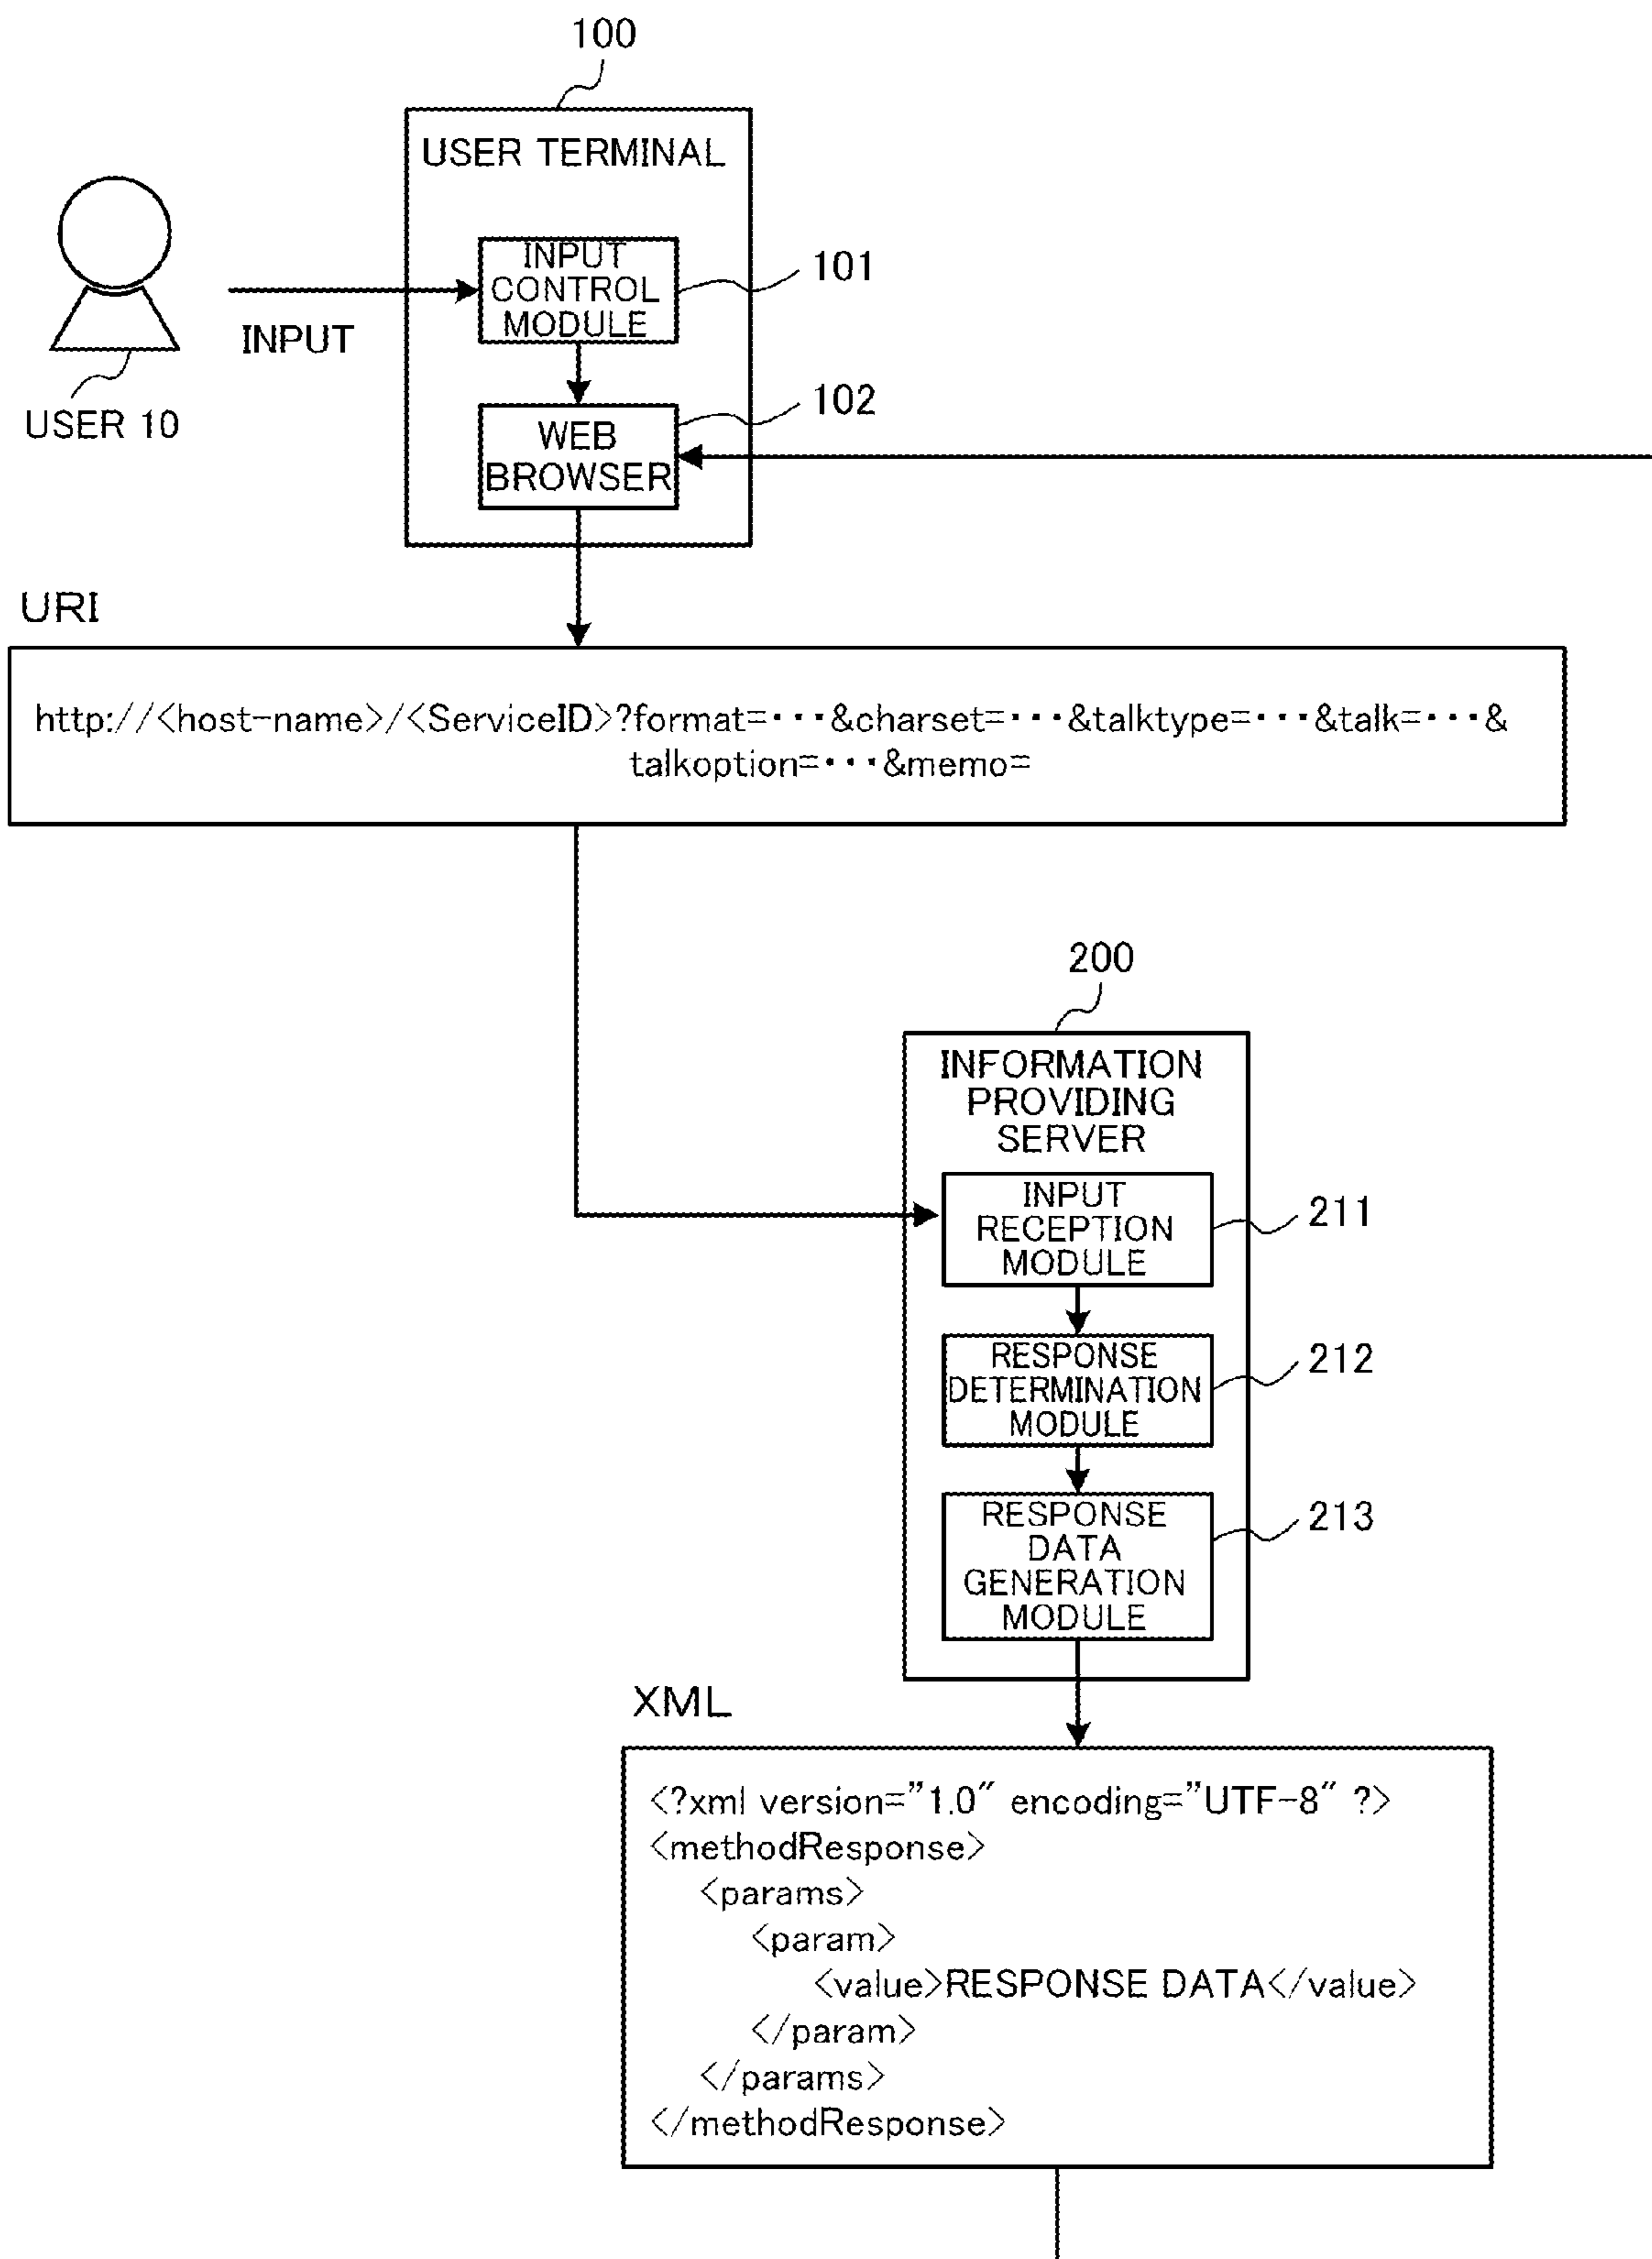 100
USER TERMINAL
INPUT
CONTROL
MODULE
101
INPUT
USER 10
WEB
BROWSER
102
URI
http://<host-name>/<ServiceID>?format=･･･&charset=･･･&talktype=･･･&talk=･･･&
talkoption=･･･&memo=
200
INFORMATION
PROVIDING
SERVER
INPUT
RECEPTION
MODULE
211
RESPONSE
DETERMINATION
MODULE
212
RESPONSE
DATA
GENERATION
MODULE
213
XML
<?xml version="1.0" encoding="UTF-8" ?>
<methodResponse>
<params>
<param>
<value>RESPONSE DATA</value>
</param>
</params>
</methodResponse>